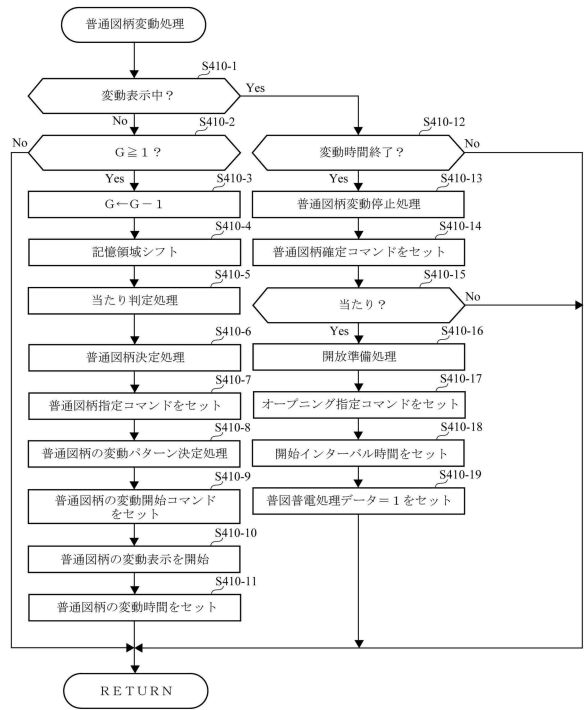 普通図柄変動処理
S410-1
変動表示中？
Yes
No
S410-2
Ｇ≧１？
No
Yes
S410-3
Ｇ←Ｇ－１
S410-4
記憶領域シフト
S410-5
当たり判定処理
S410-6
普通図柄決定処理
S410-7
普通図柄指定コマンドをセット
S410-8
普通図柄の変動パターン決定処理
S410-9
普通図柄の変動開始コマンド
をセット
S410-10
普通図柄の変動表示を開始
S410-11
普通図柄の変動時間をセット
S410-12
変動時間終了？
No
Yes
S410-13
普通図柄変動停止処理
S410-14
普通図柄確定コマンドをセット
S410-15
当たり？
No
Yes
S410-16
開放準備処理
S410-17
オープニング指定コマンドをセット
S410-18
開始インターバル時間をセット
S410-19
普図普電処理データ＝１をセット
ＲＥＴＵＲＮ